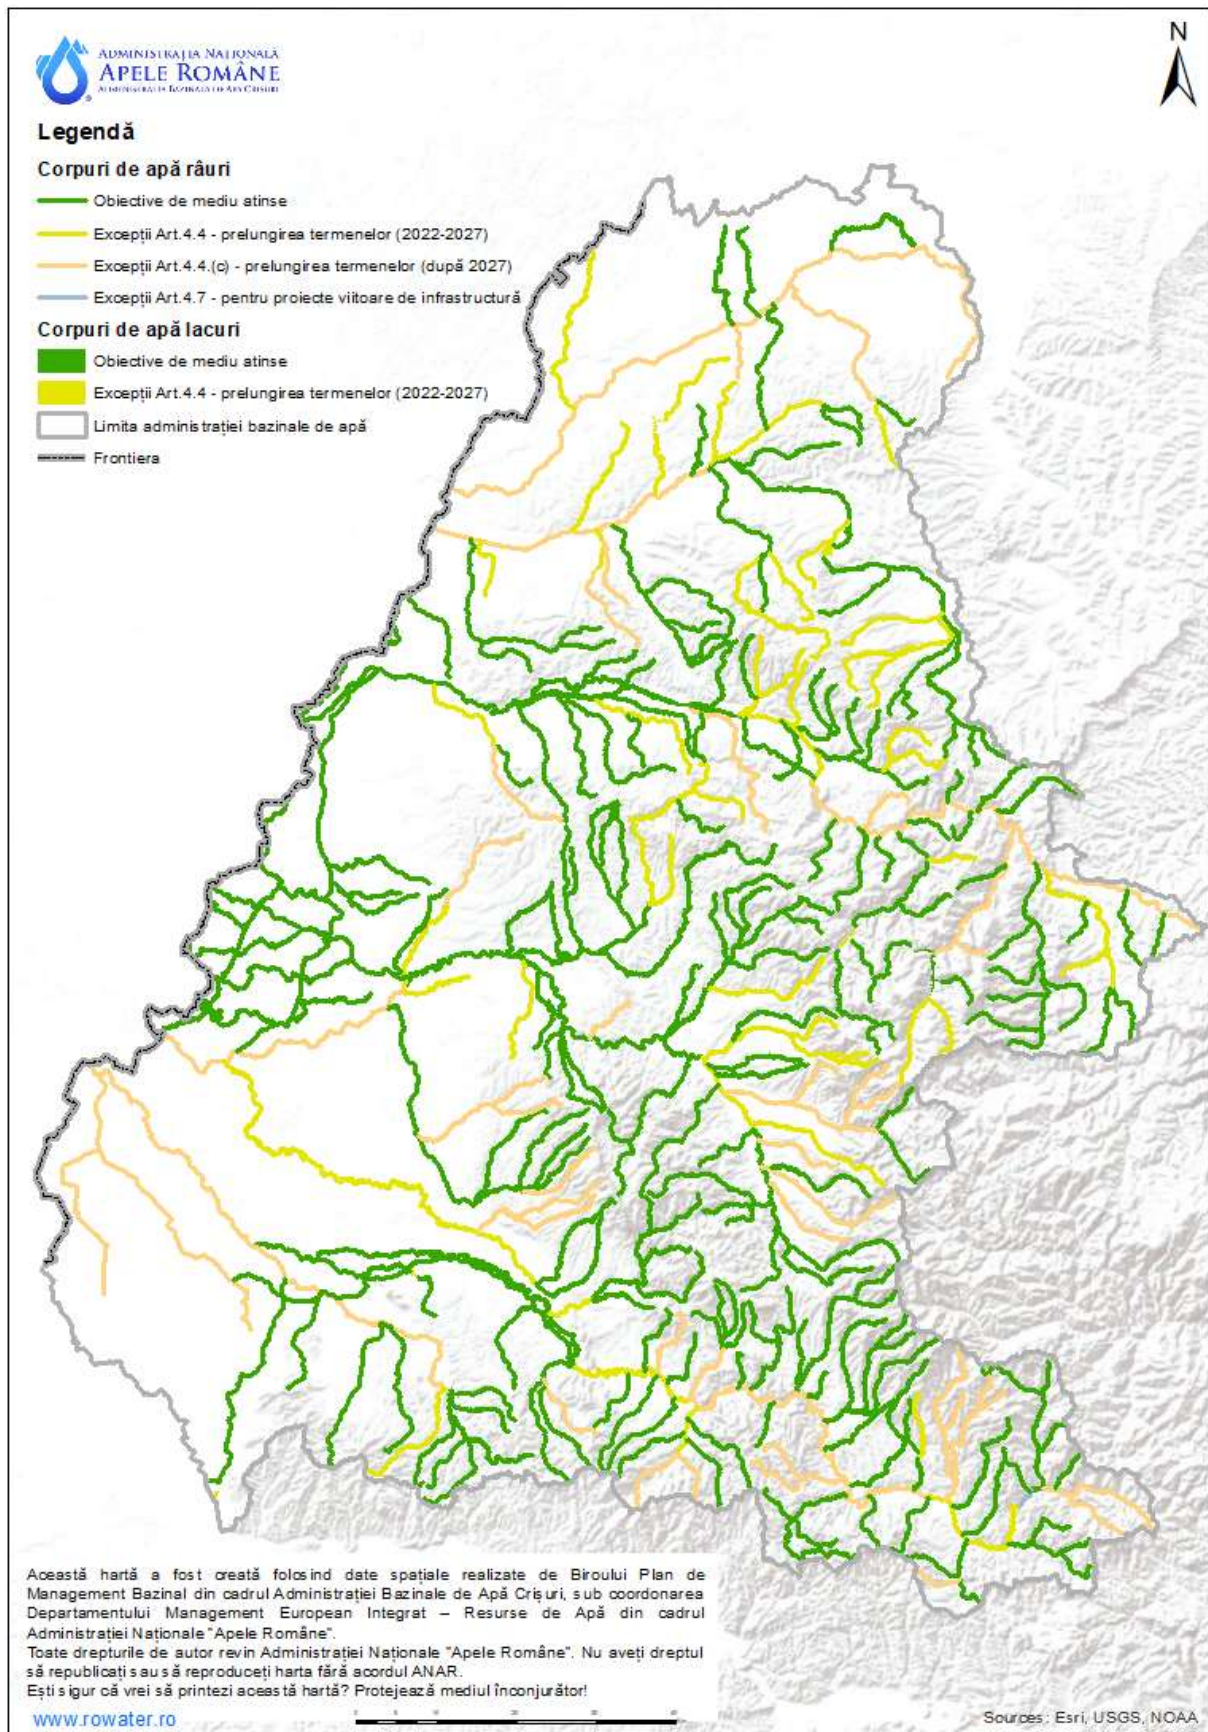 ADMINISTRAȚIA NAȚIONALĂ
APELE ROMÂNE
ADMINISTRAȚIA BAZINALĂ DE APĂ CRIȘURI
N
Legendă
Corpuri de apă râuri
Obiective de mediu atinse
Excepții Art.4.4 - prelungirea termenelor (2022-2027)
Excepții Art.4.4.(c) - prelungirea termenelor (după 2027)
Excepții Art.4.7 - pentru proiecte viitoare de infrastructură
Corpuri de apă lacuri
Obiective de mediu atinse
Excepții Art.4.4 - prelungirea termenelor (2022-2027)
Limita administrației bazinale de apă
Frontiera
Această hartă a fost creată folosind date spațiale realizate de Biroului Plan de
Management Bazinal din cadrul Administrației Bazinale de Apă Crișuri, sub coordonarea
Departamentului Management European Integrat – Resurse de Apă din cadrul
Administrației Naționale "Apele Române".
Toate drepturile de autor revin Administrației Naționale "Apele Române". Nu aveți dreptul
să republicați sau să reproduceți harta fără acordul ANAR.
Ești sigur că vrei să printezi această hartă? Protejează mediul înconjurător!
www.rowater.ro
Sources: Esri, USGS, NOAA